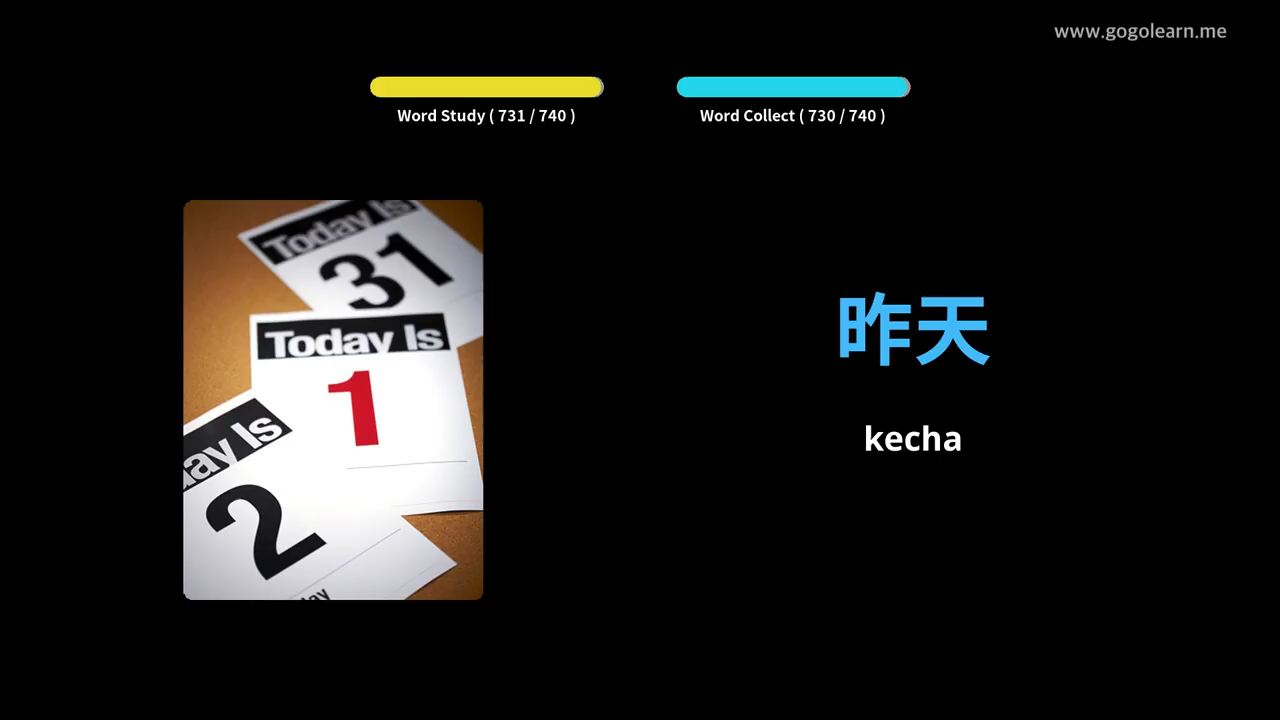 www.gogolearn.me
Word Study ( 731 / 740 )
Word Collect ( 730 / 740 )
Today Is
31
Today Is
1
ay Is
2
day
昨天
kecha